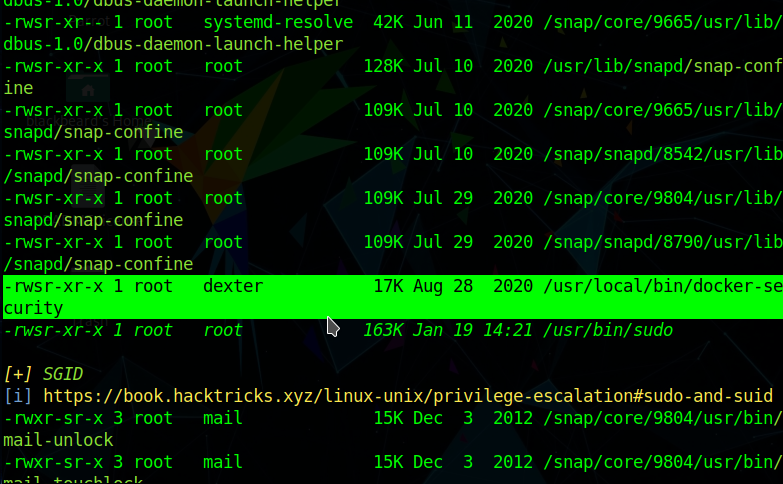 dbus-1.0/dbus-daemon-launch-helper
-rwsr-xr-- 1 root   systemd-resolve  42K Jun 11  2020 /snap/core/9665/usr/lib/
dbus-1.0/dbus-daemon-launch-helper
-rwsr-xr-x 1 root   root            128K Jul 10  2020 /usr/lib/snapd/snap-conf
ine
-rwsr-xr-x 1 root   root            109K Jul 10  2020 /snap/core/9665/usr/lib/
snapd/snap-confine
-rwsr-xr-x 1 root   root            109K Jul 10  2020 /snap/snapd/8542/usr/lib
/snapd/snap-confine
-rwsr-xr-x 1 root   root            109K Jul 29  2020 /snap/core/9804/usr/lib/
snapd/snap-confine
-rwsr-xr-x 1 root   root            109K Jul 29  2020 /snap/snapd/8790/usr/lib
/snapd/snap-confine
-rwsr-xr-x 1 root   dexter           17K Aug 28  2020 /usr/local/bin/docker-se
curity
-rwsr-xr-x 1 root   root            163K Jan 19 14:21 /usr/bin/sudo
[+] SGID
[i] https://book.hacktricks.xyz/linux-unix/privilege-escalation#sudo-and-suid
-rwxr-sr-x 3 root   mail             15K Dec  3  2012 /snap/core/9804/usr/bin/
mail-unlock
-rwxr-sr-x 3 root   mail             15K Dec  3  2012 /snap/core/9804/usr/bin/
mail-touchlock